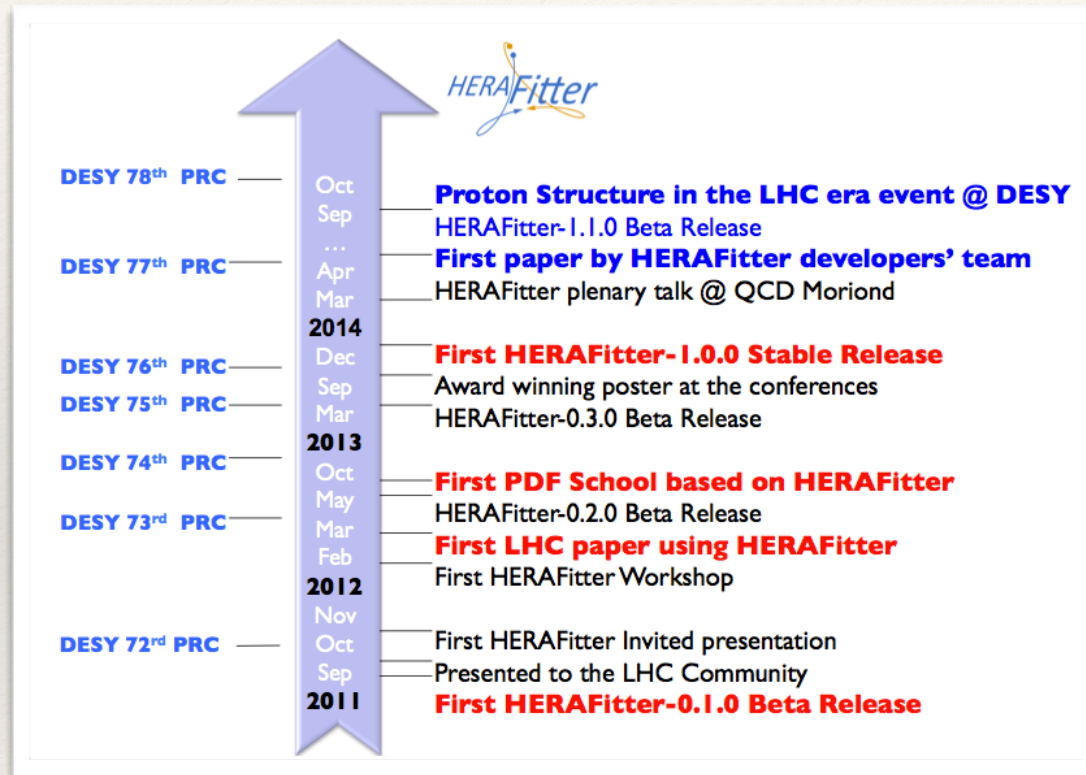 HERAFitter
DESY 78th PRC
Oct
Proton Structure in the LHC era event @ DESY
Sep
HERAFitter-1.1.0 Beta Release
...
First paper by HERAFitter developers' team
DESY 77th PRC
Apr
HERAFitter plenary talk @ QCD Moriond
Mar
2014
First HERAFitter-1.0.0 Stable Release
DESY 76th PRC
Dec
Award winning poster at the conferences
Sep
DESY 75th PRC
Mar
HERAFitter-0.3.0 Beta Release
2013
DESY 74th PRC
Oct
First PDF School based on HERAFitter
May
HERAFitter-0.2.0 Beta Release
DESY 73rd PRC
Mar
First LHC paper using HERAFitter
Feb
First HERAFitter Workshop
2012
Nov
First HERAFitter Invited presentation
DESY 72rd PRC
Oct
Presented to the LHC Community
Sep
2011
First HERAFitter-0.1.0 Beta Release